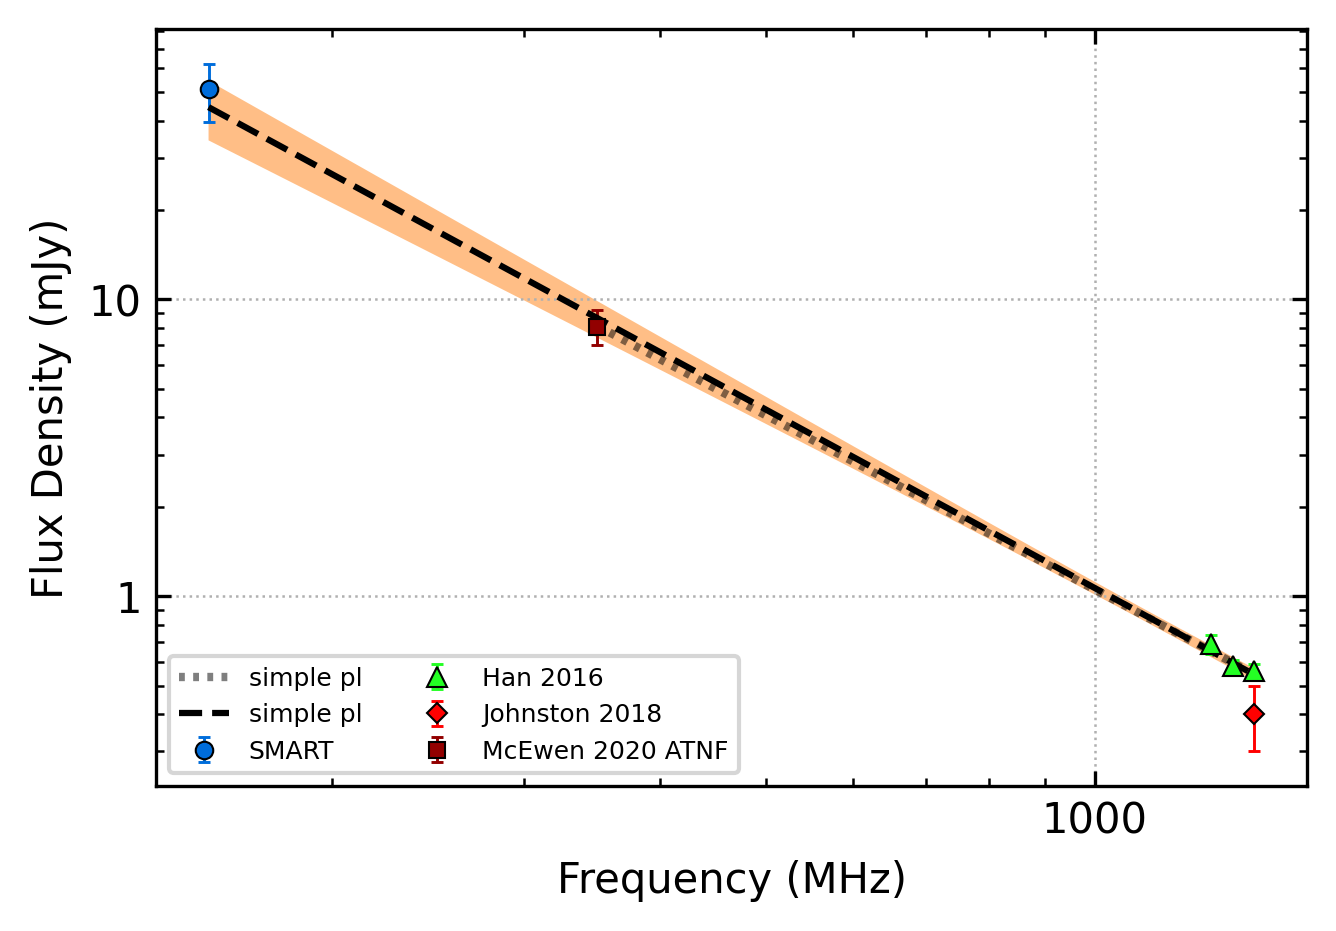 Flux Density (mJy)
10
1
simple pl
simple pl
SMART
Han 2016
Johnston 2018
McEwen 2020 ATNF
1000
Frequency (MHz)